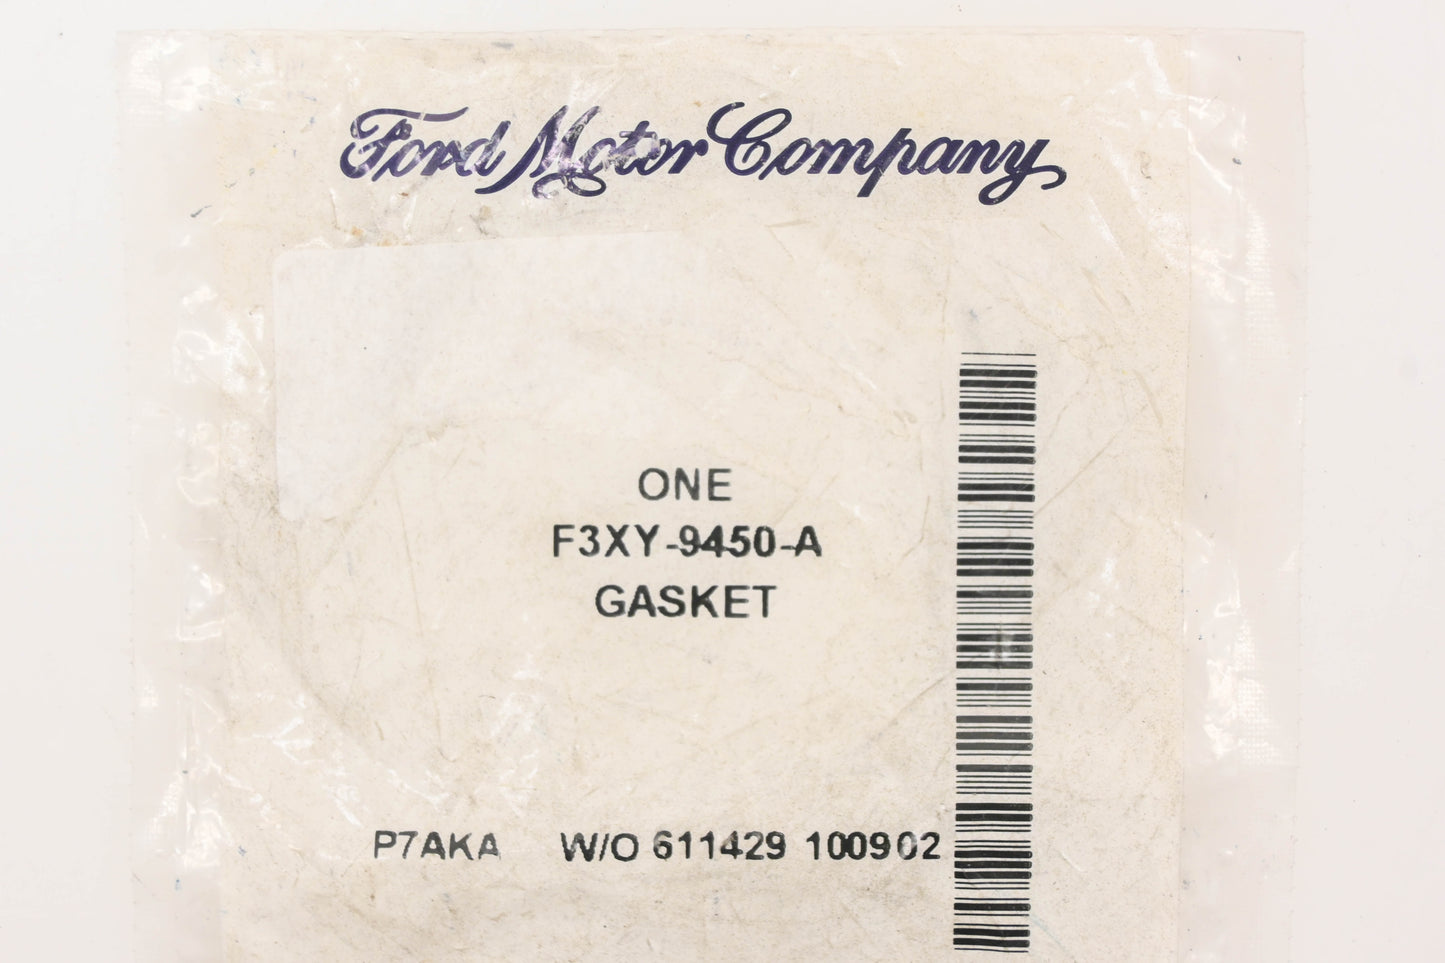 Ford Motor Company
ONE
F3XY-9450-A
GASKET
P7AKA W/O 611429 100902